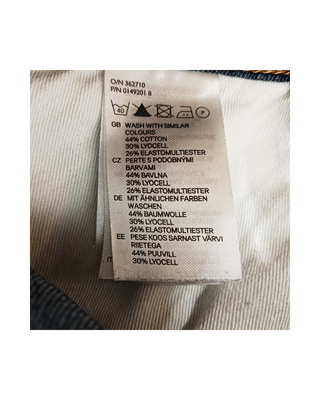 O/N 362710
P/N 0149201 8
40 P
GB WASH WITH SIMILAR
COLOURS
44% COTTON
30% LYOCELL
26% ELASTOMULTIESTER
CZ PERTE S PODOBNÝMI
BARVAMI
44% BAVLNA
30% LYOCELL
26% ELASTOMULTIESTER
DE MIT ÄHNLICHEN FARBEN
WASCHEN
44% BAUMWOLLE
30% LYOCELL
26% ELASTOMULTIESTER
EE PESE KOOS SARNAST VÄRVI
RIIETEGA
44% PUUVILL
30% LYOCELL